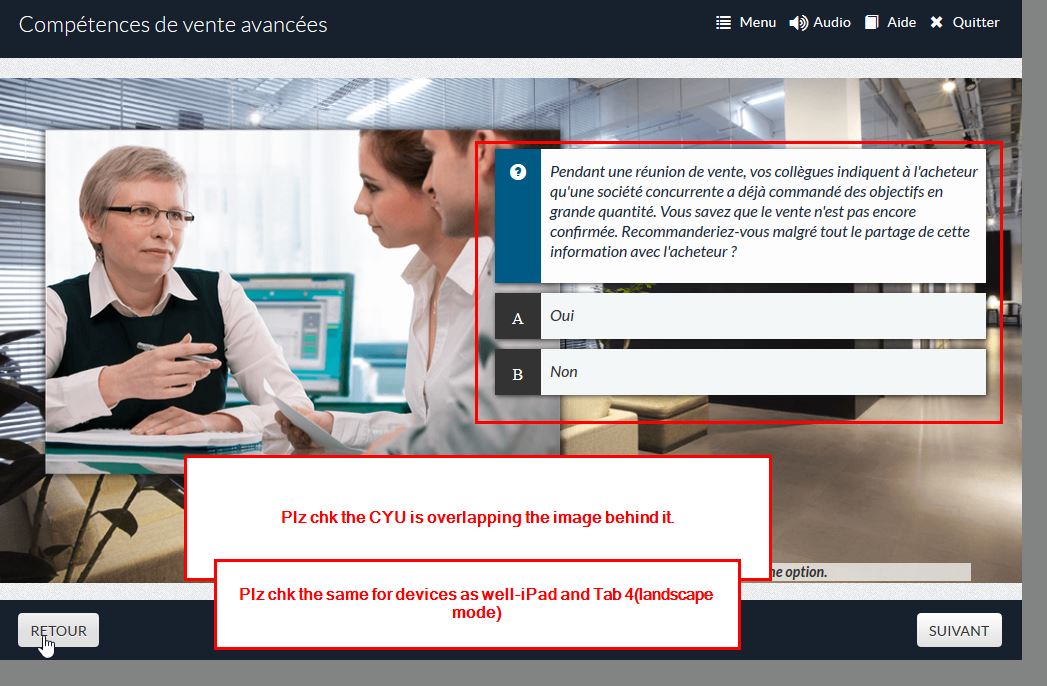 Compétences de vente avancées
Menu Audio Aide Quitter
Pendant une réunion de vente, vos collègues indiquent à l'acheteur
qu'une société concurrente a déjà commandé des objectifs en
grande quantité. Vous savez que le vente n'est pas encore
confirmée. Recommanderiez-vous malgré tout le partage de cette
information avec l'acheteur ?
A Oui
B Non
Plz chk the CYU is overlapping the image behind it.
ne option.
Plz chk the same for devices as well-iPad and Tab 4(landscape
mode)
RETOUR
SUIVANT